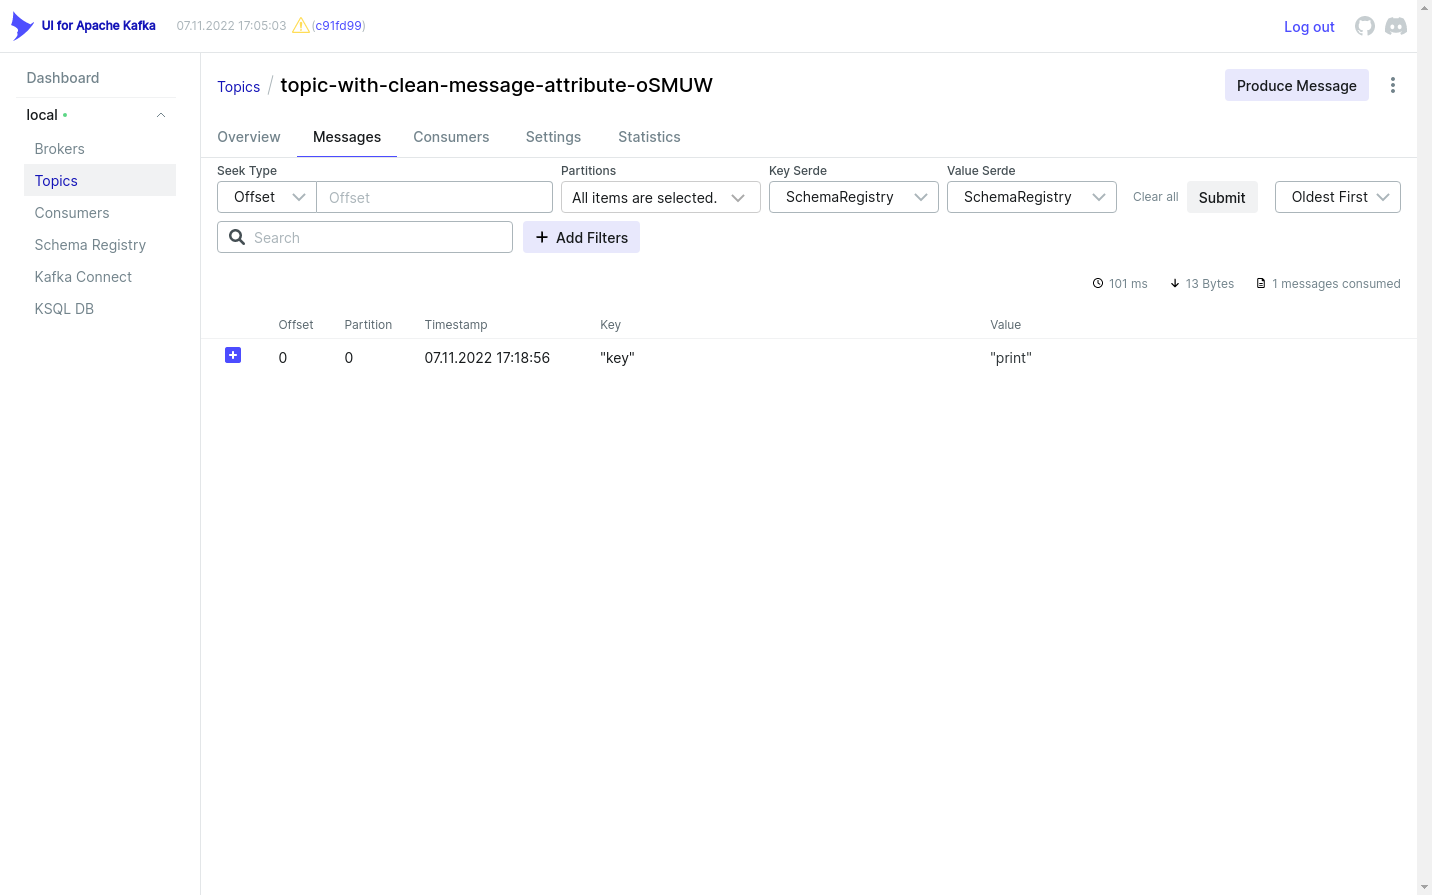 UI for Apache Kafka 07.11.2022 17:05:03 (c91fd99) Log out
Dashboard
local
Brokers
Topics
Consumers
Schema Registry
Kafka Connect
KSQL DB
Topics / topic-with-clean-message-attribute-oSMUW Produce Message
Overview Messages Consumers Settings Statistics
Seek Type Partitions Key Serde Value Serde
Offset Offset All items are selected. SchemaRegistry SchemaRegistry Clear all Submit Oldest First
Search Add Filters
101 ms 13 Bytes 1 messages consumed
Offset Partition Timestamp Key Value
0 0 07.11.2022 17:18:56 "key" "print"